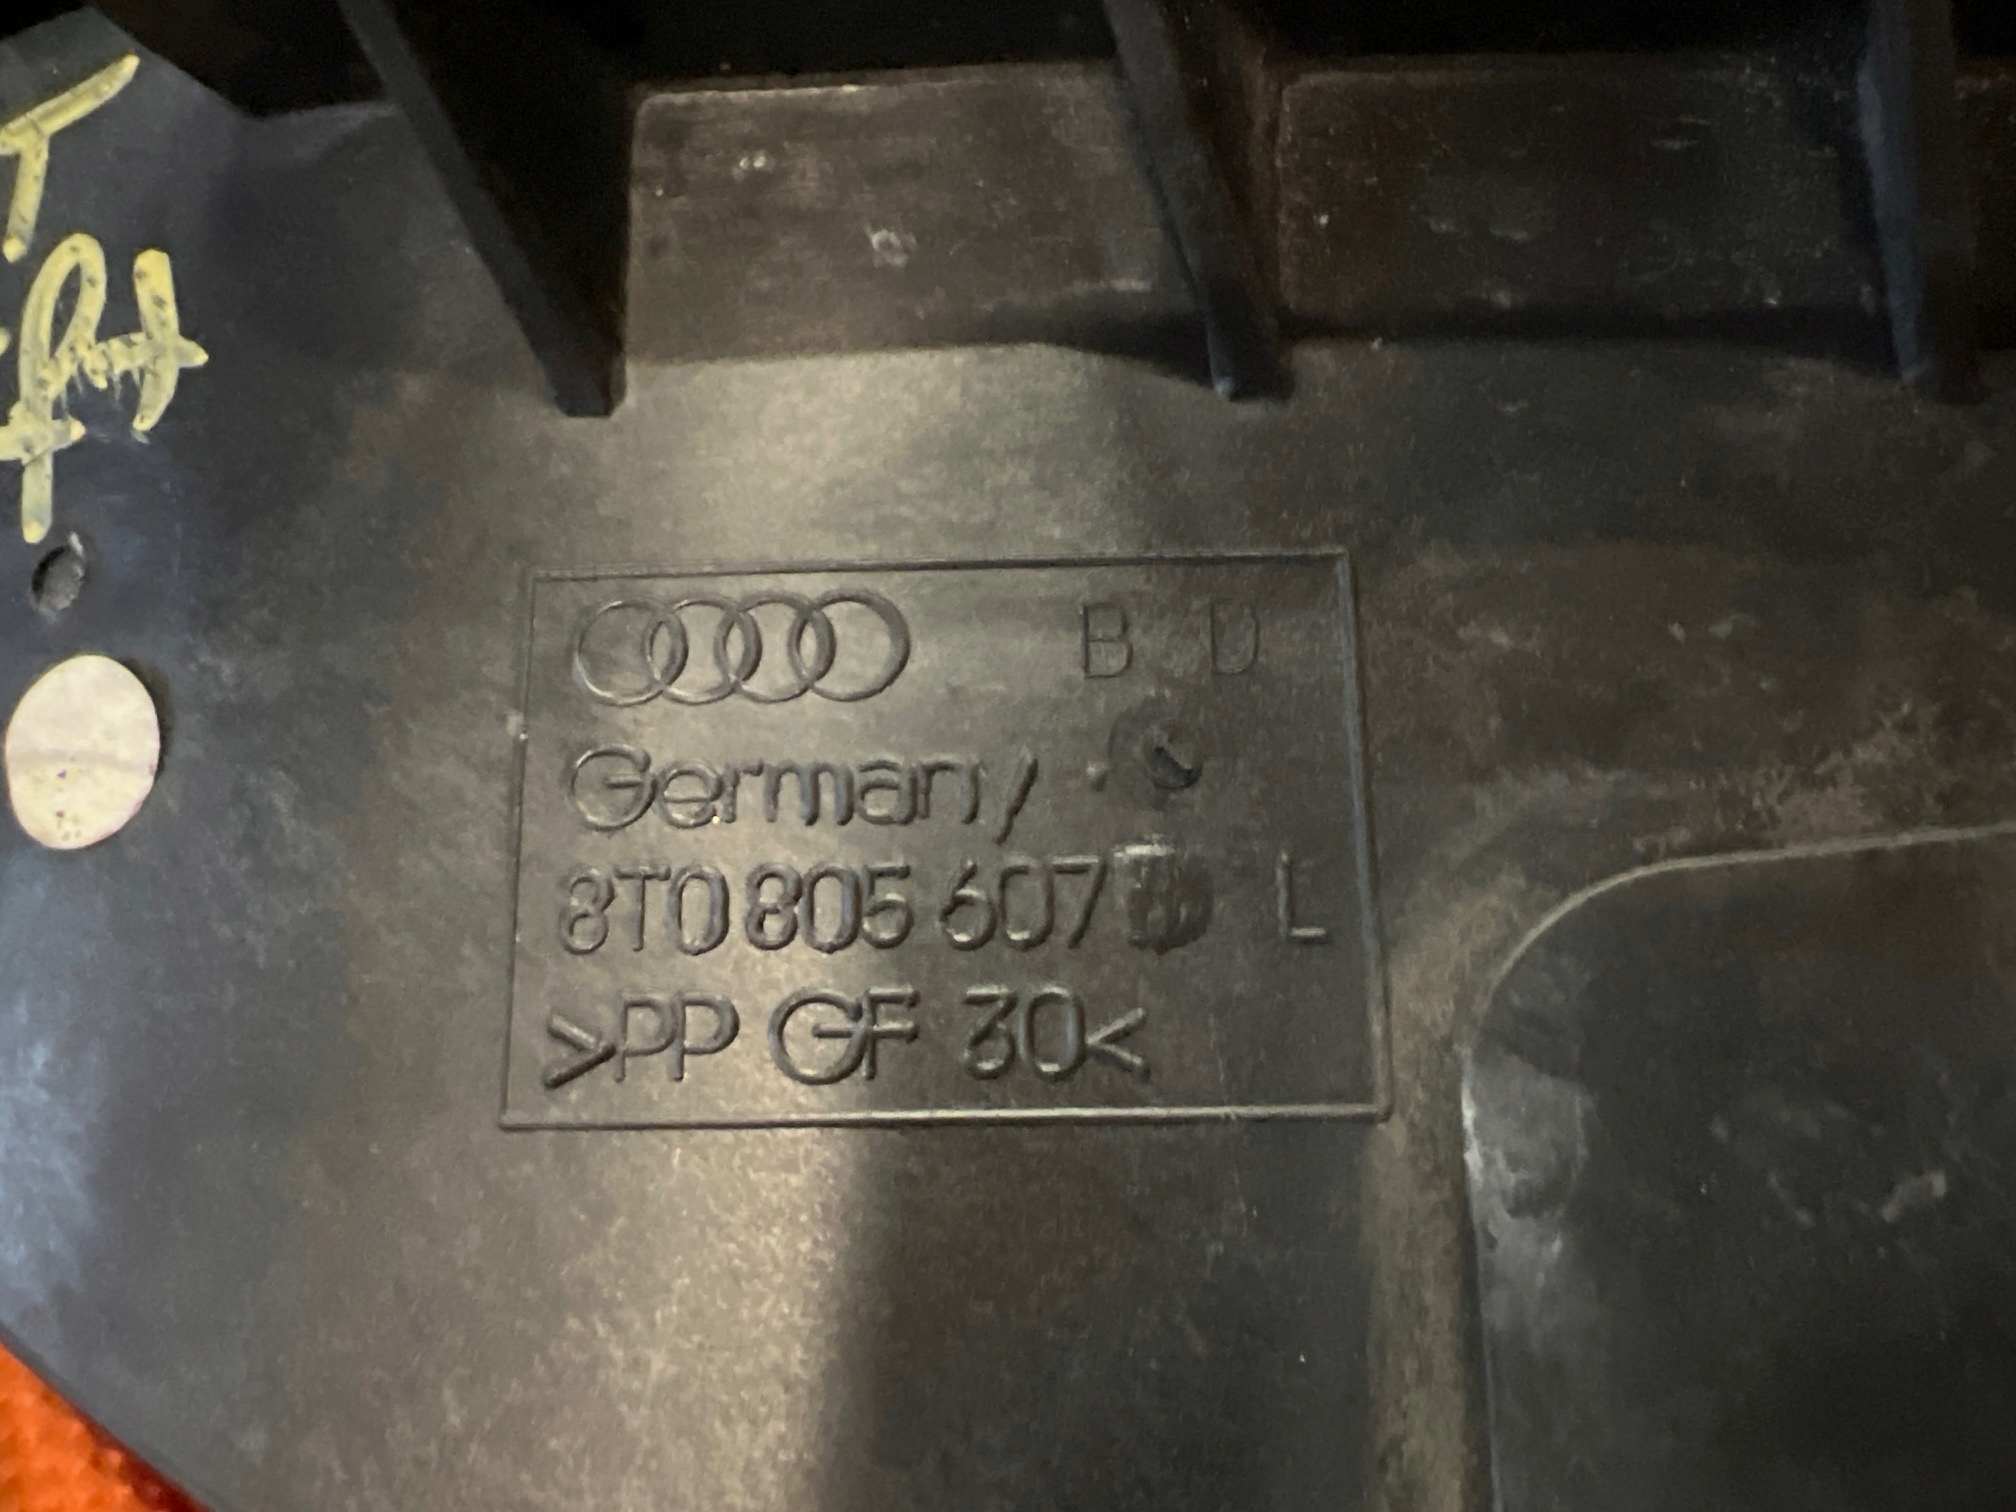 B D
Germany
8T0 805 607 L
>PP GF 30<